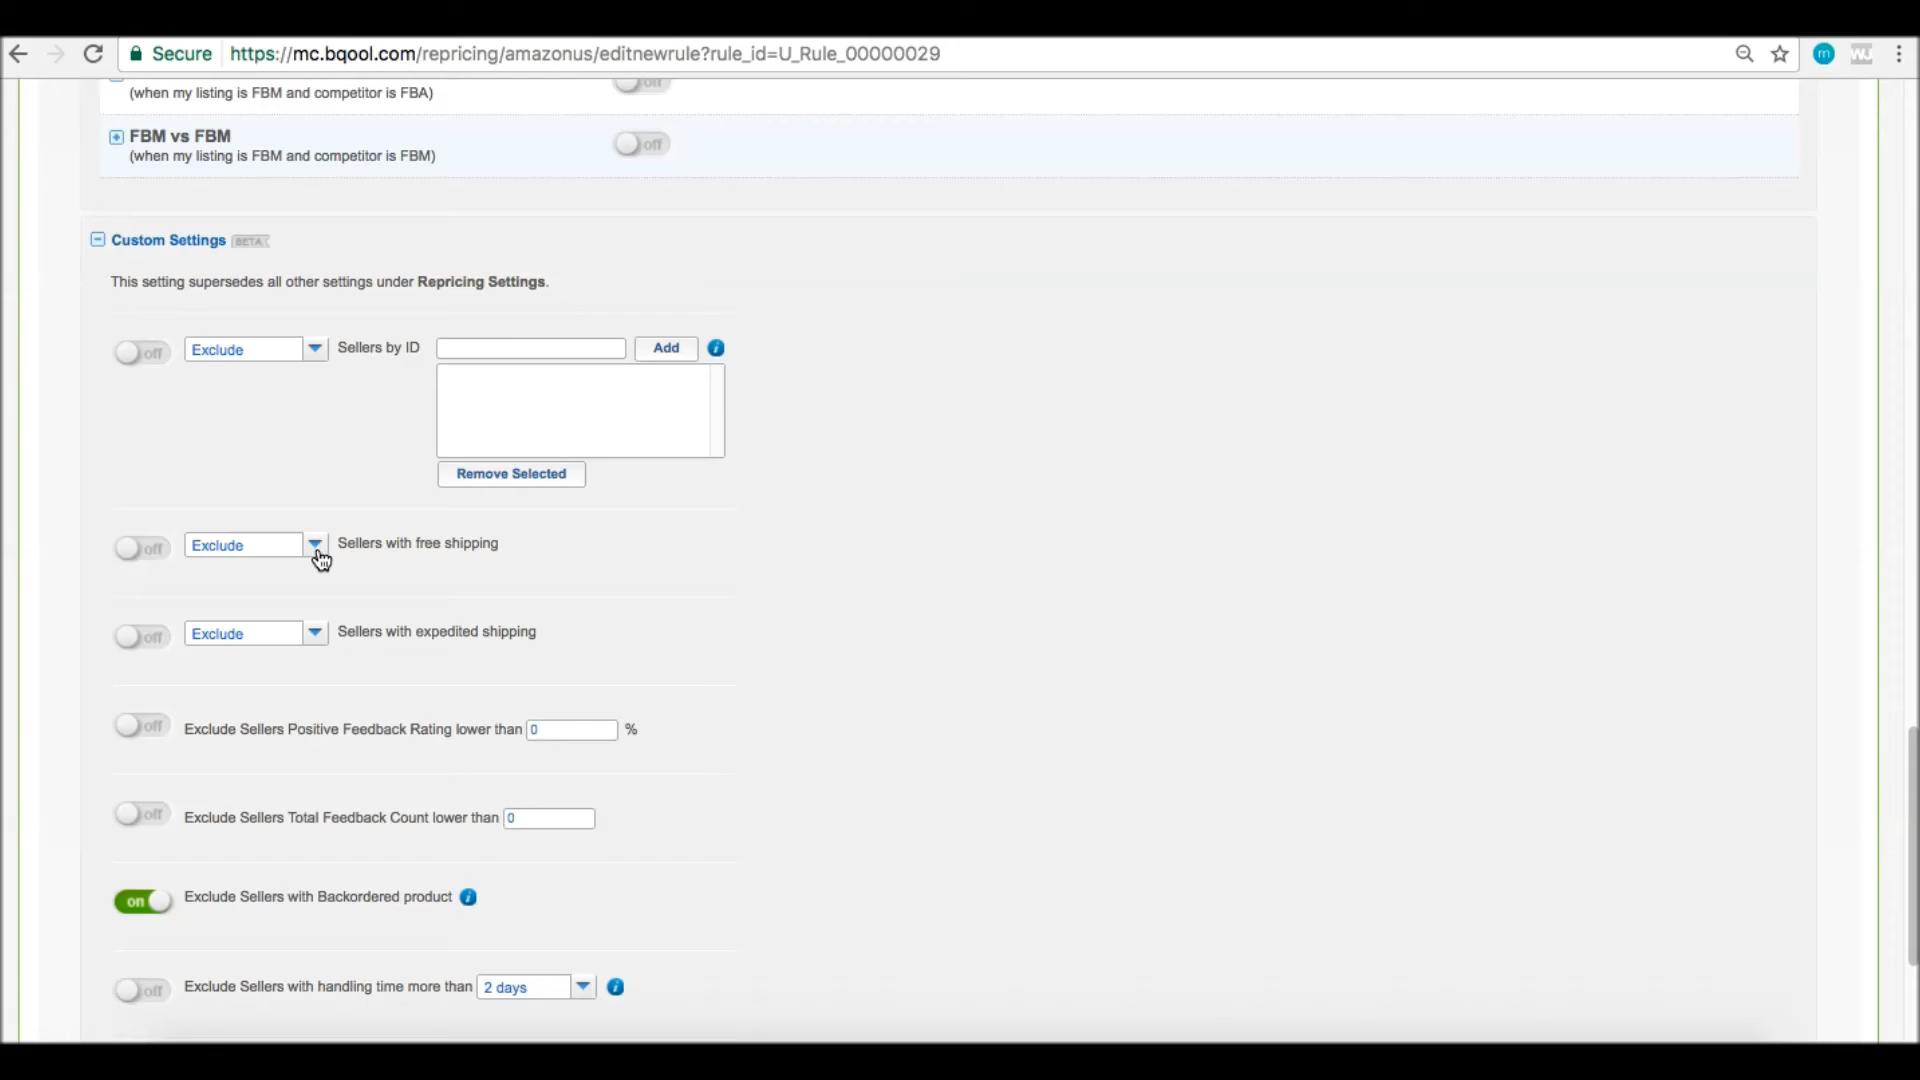 Secure https://mc.bqool.com/repricing/amazonus/editnewrule?rule_id=U_Rule_00000029
m
(when my listing is FBM and competitor is FBA) off
FBM vs FBM off
(when my listing is FBM and competitor is FBM)
Custom Settings BETA
This setting supersedes all other settings under Repricing Settings.
off Exclude Sellers by ID Add i
Remove Selected
off Exclude Sellers with free shipping
off Exclude Sellers with expedited shipping
off Exclude Sellers Positive Feedback Rating lower than 0 %
off Exclude Sellers Total Feedback Count lower than 0
on Exclude Sellers with Backordered product i
off Exclude Sellers with handling time more than 2 days i